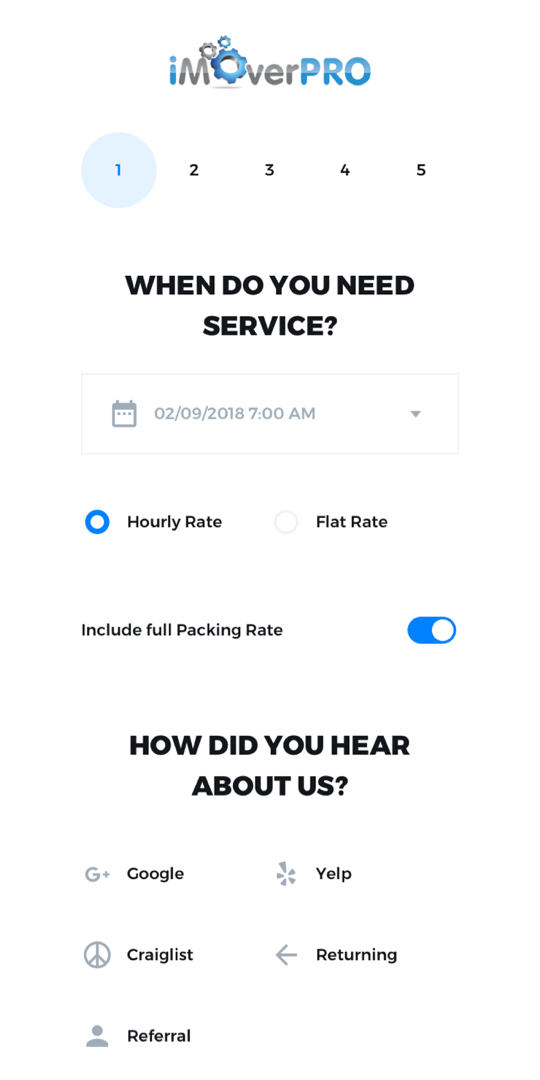 iMOverPRO
1 2 3 4 5
WHEN DO YOU NEED
SERVICE?
02/09/2018 7:00 AM
Hourly Rate Flat Rate
Include full Packing Rate
HOW DID YOU HEAR
ABOUT US?
G+ Google Yelp
Craiglist Returning
Referral